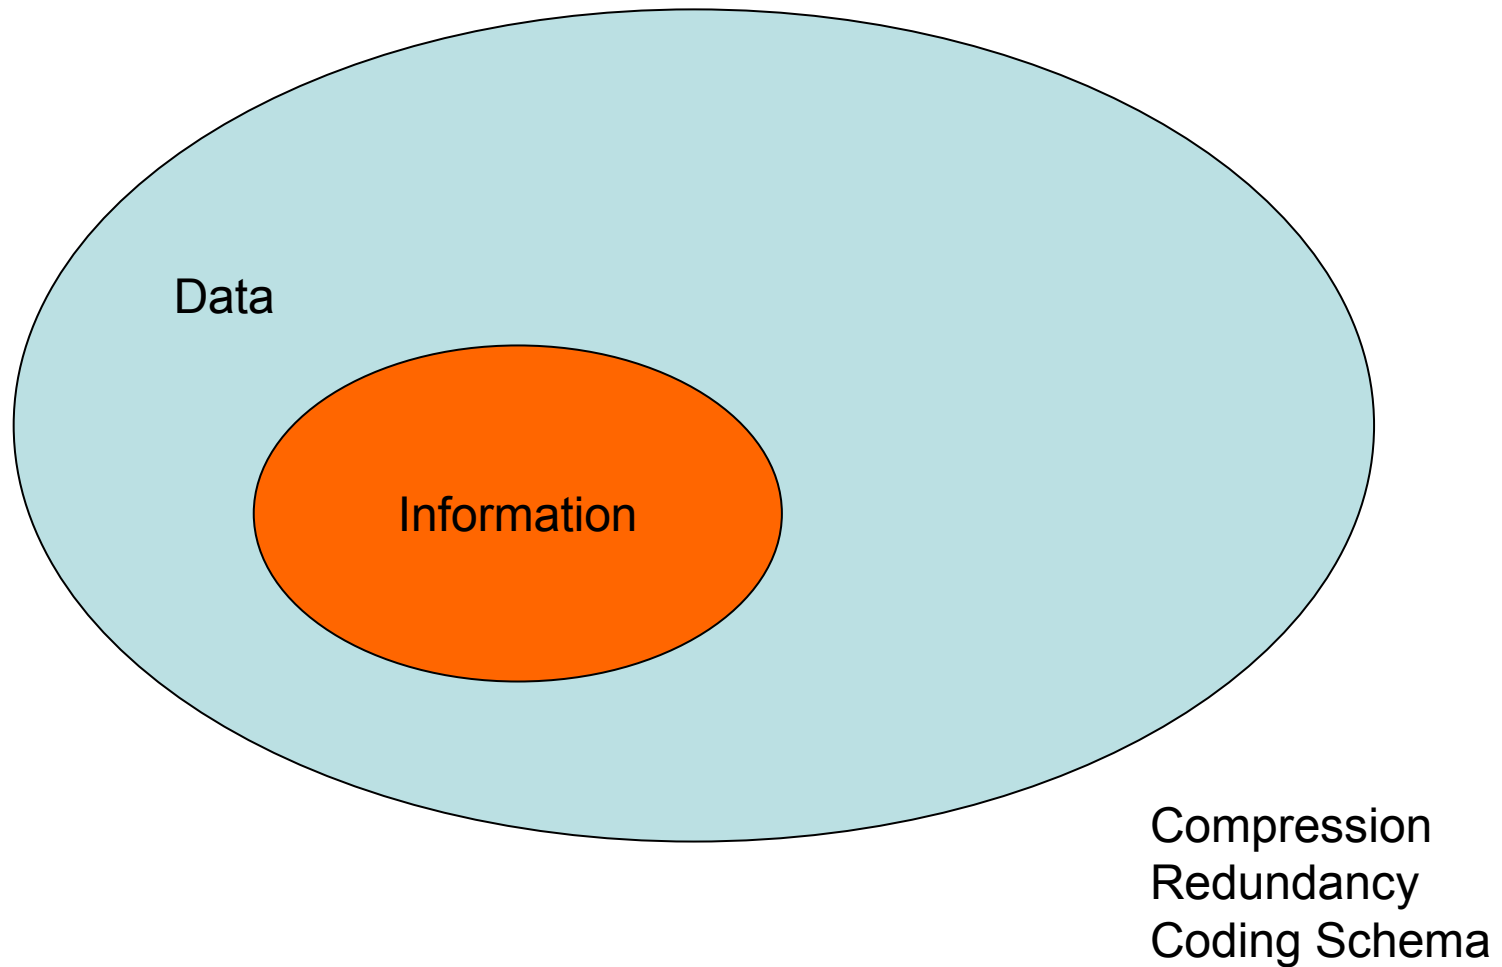 Data
Information
Compression
Redundancy
Coding Schema